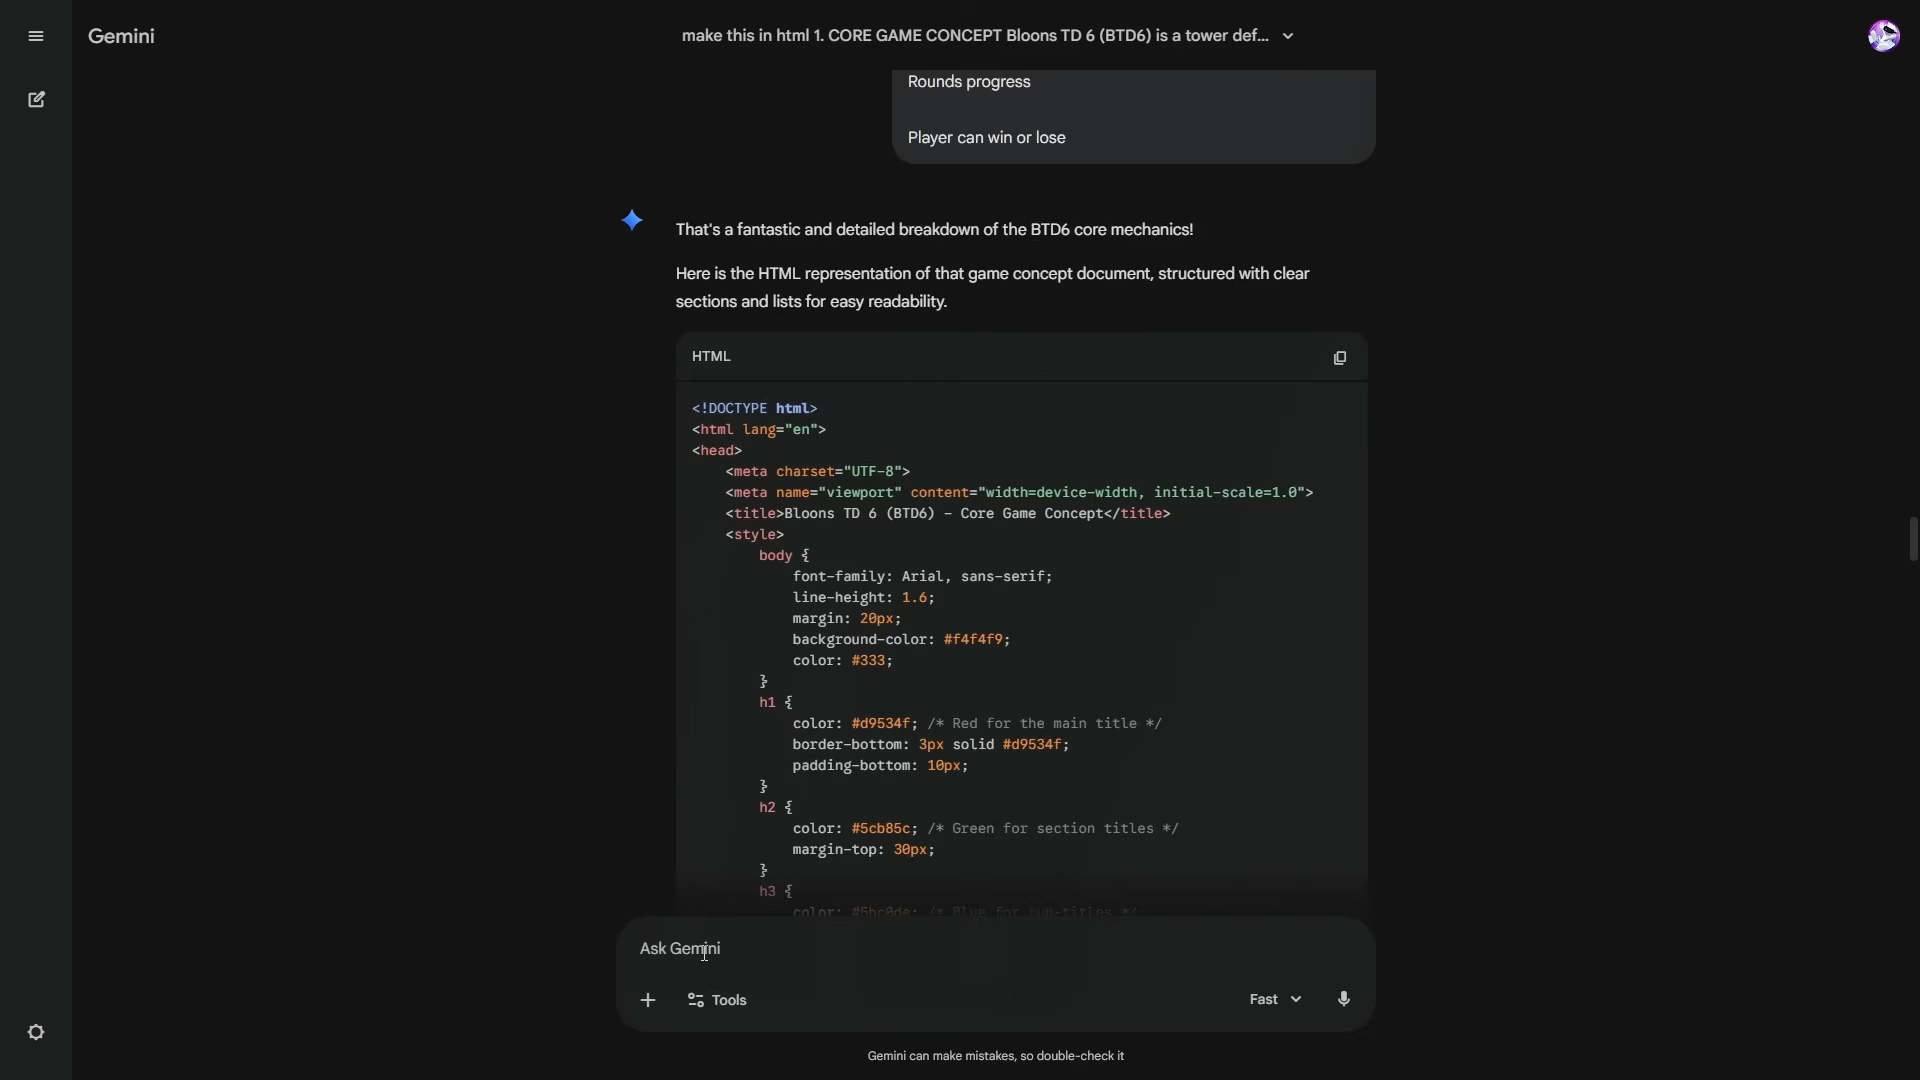 Gemini
make this in html 1. CORE GAME CONCEPT Bloons TD 6 (BTD6) is a tower def...
Rounds progress
Player can win or lose
That's a fantastic and detailed breakdown of the BTD6 core mechanics!
Here is the HTML representation of that game concept document, structured with clear
sections and lists for easy readability.
HTML
<!DOCTYPE html>
<html lang="en">
<head>
    <meta charset="UTF-8">
    <meta name="viewport" content="width=device-width, initial-scale=1.0">
    <title>Bloons TD 6 (BTD6) - Core Game Concept</title>
    <style>
        body {
            font-family: Arial, sans-serif;
            line-height: 1.6;
            margin: 20px;
            background-color: #f4f4f9;
            color: #333;
        }
        h1 {
            color: #d9534f; /* Red for the main title */
            border-bottom: 3px solid #d9534f;
            padding-bottom: 10px;
        }
        h2 {
            color: #5cb85c; /* Green for section titles */
            margin-top: 30px;
        }
        h3 {
            color: #5bc0de; /* Blue for sub-titles */
Ask Gemini
Tools
Fast
Gemini can make mistakes, so double-check it